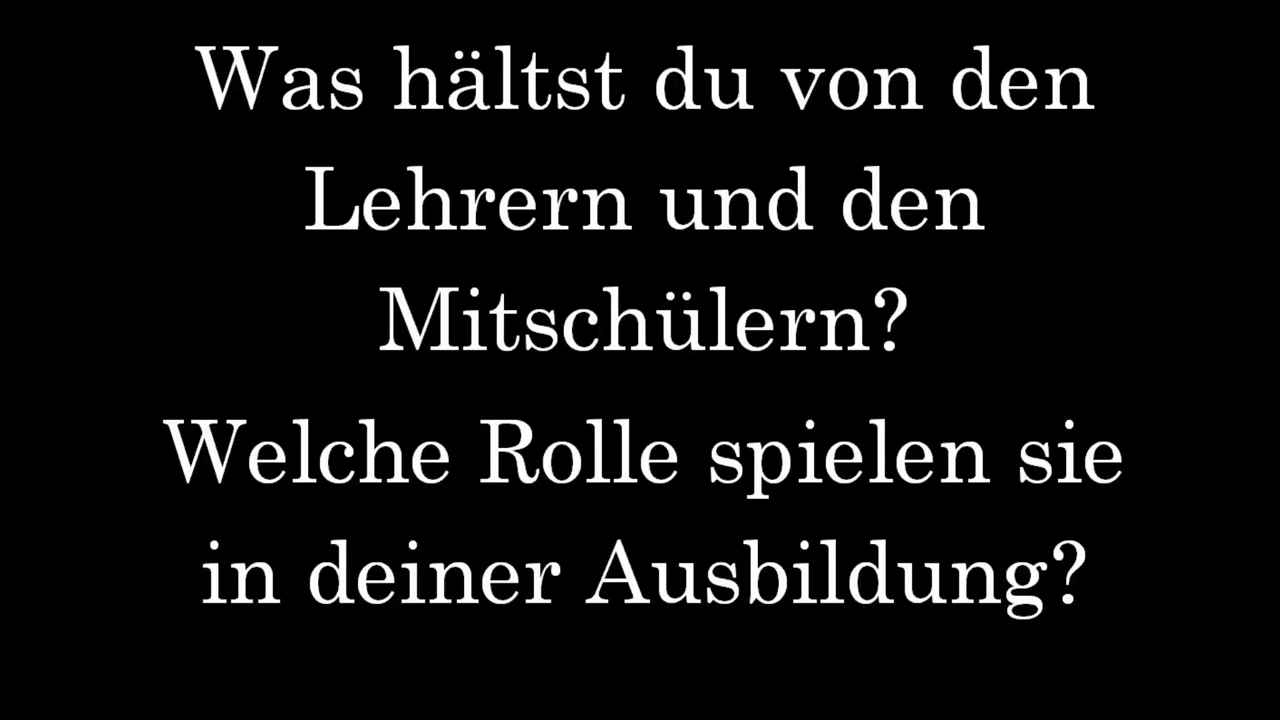 Was hältst du von den
Lehrern und den
Mitschülern?
Welche Rolle spielen sie
in deiner Ausbildung?